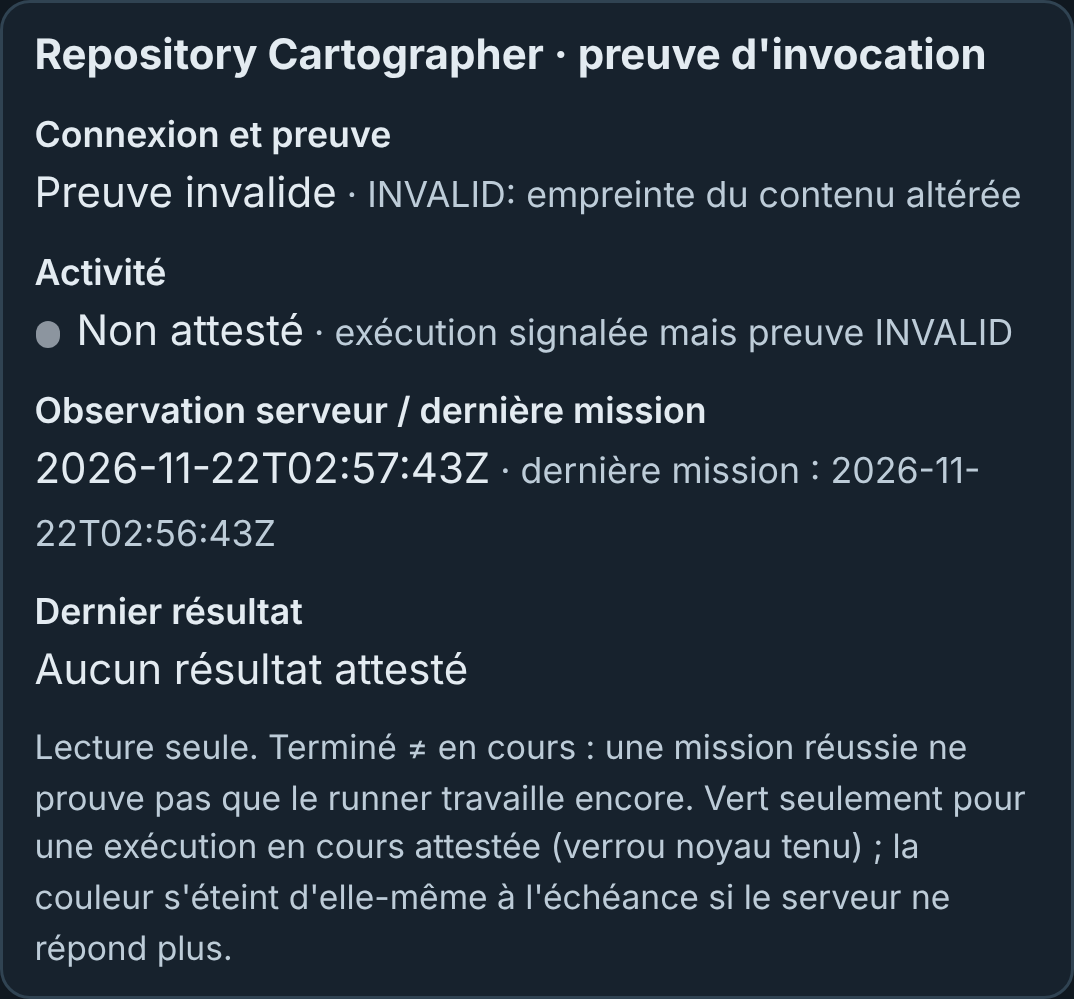 Repository Cartographer · preuve d'invocation
Connexion et preuve
Preuve invalide · INVALID: empreinte du contenu altérée
Activité
Non attesté · exécution signalée mais preuve INVALID
Observation serveur / dernière mission
2026-11-22T02:57:43Z · dernière mission : 2026-11-
22T02:56:43Z
Dernier résultat
Aucun résultat attesté
Lecture seule. Terminé ≠ en cours : une mission réussie ne
prouve pas que le runner travaille encore. Vert seulement pour
une exécution en cours attestée (verrou noyau tenu) ; la
couleur s'éteint d'elle-même à l'échéance si le serveur ne
répond plus.